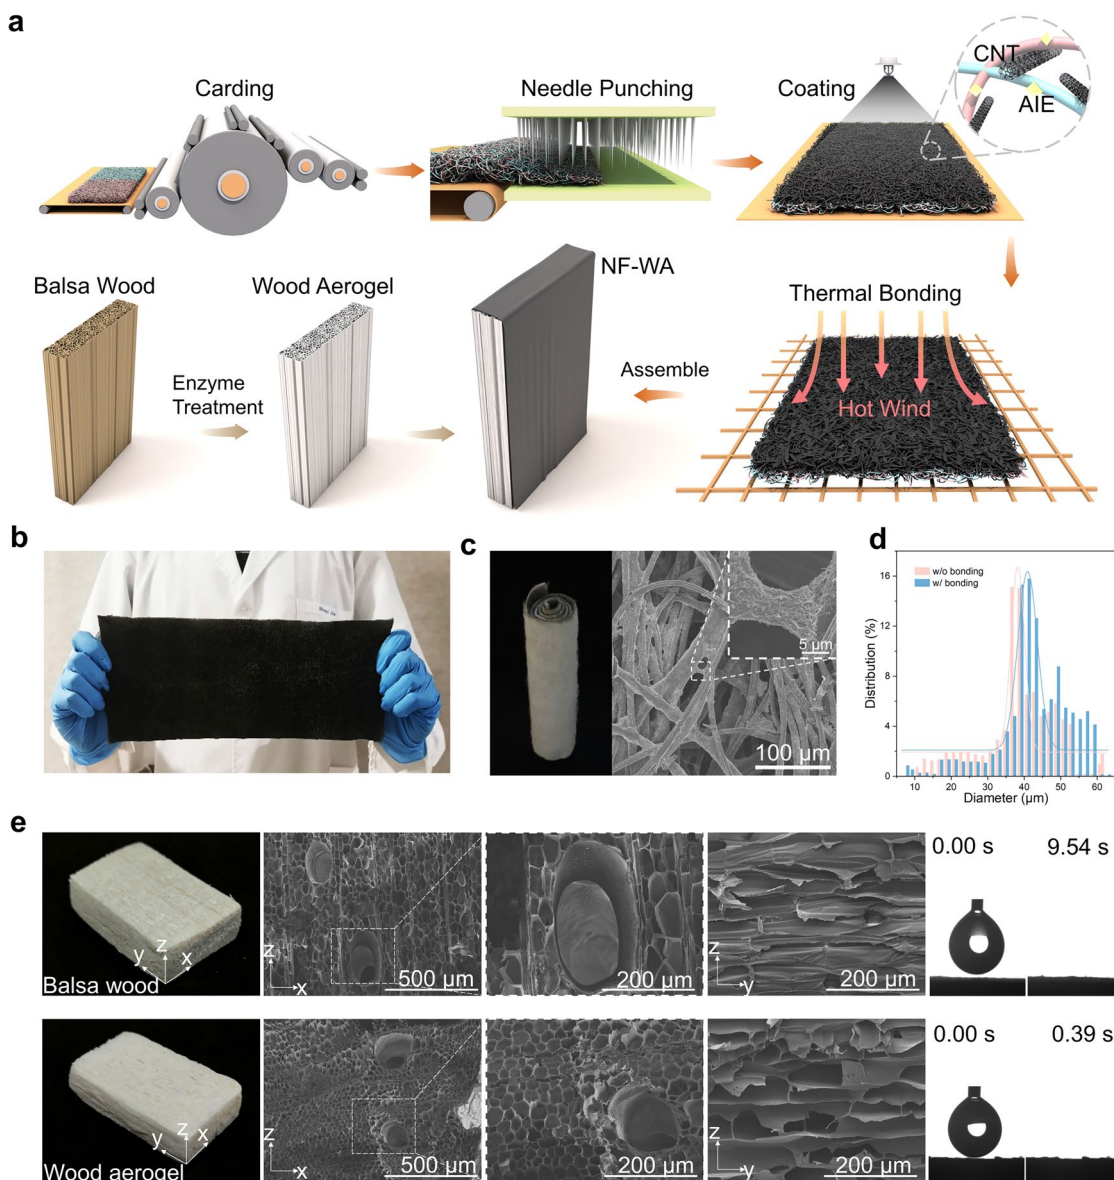 a
Carding
Needle Punching
Coating
CNT
AIE
Balsa Wood
Wood Aerogel
NF-WA
Thermal Bonding
Enzyme
Treatment
Assemble
Hot Wind
b
c
5 µm
100 µm
d
w/o bonding
w/ bonding
Distribution (%)
16
12
8
4
0
10
20
30
40
50
60
Diameter (µm)
e
z
y
x
Balsa wood
z
x
500 µm
200 µm
z
y
200 µm
0.00 s
9.54 s
z
y
x
Wood aerogel
z
x
500 µm
200 µm
z
y
200 µm
0.00 s
0.39 s